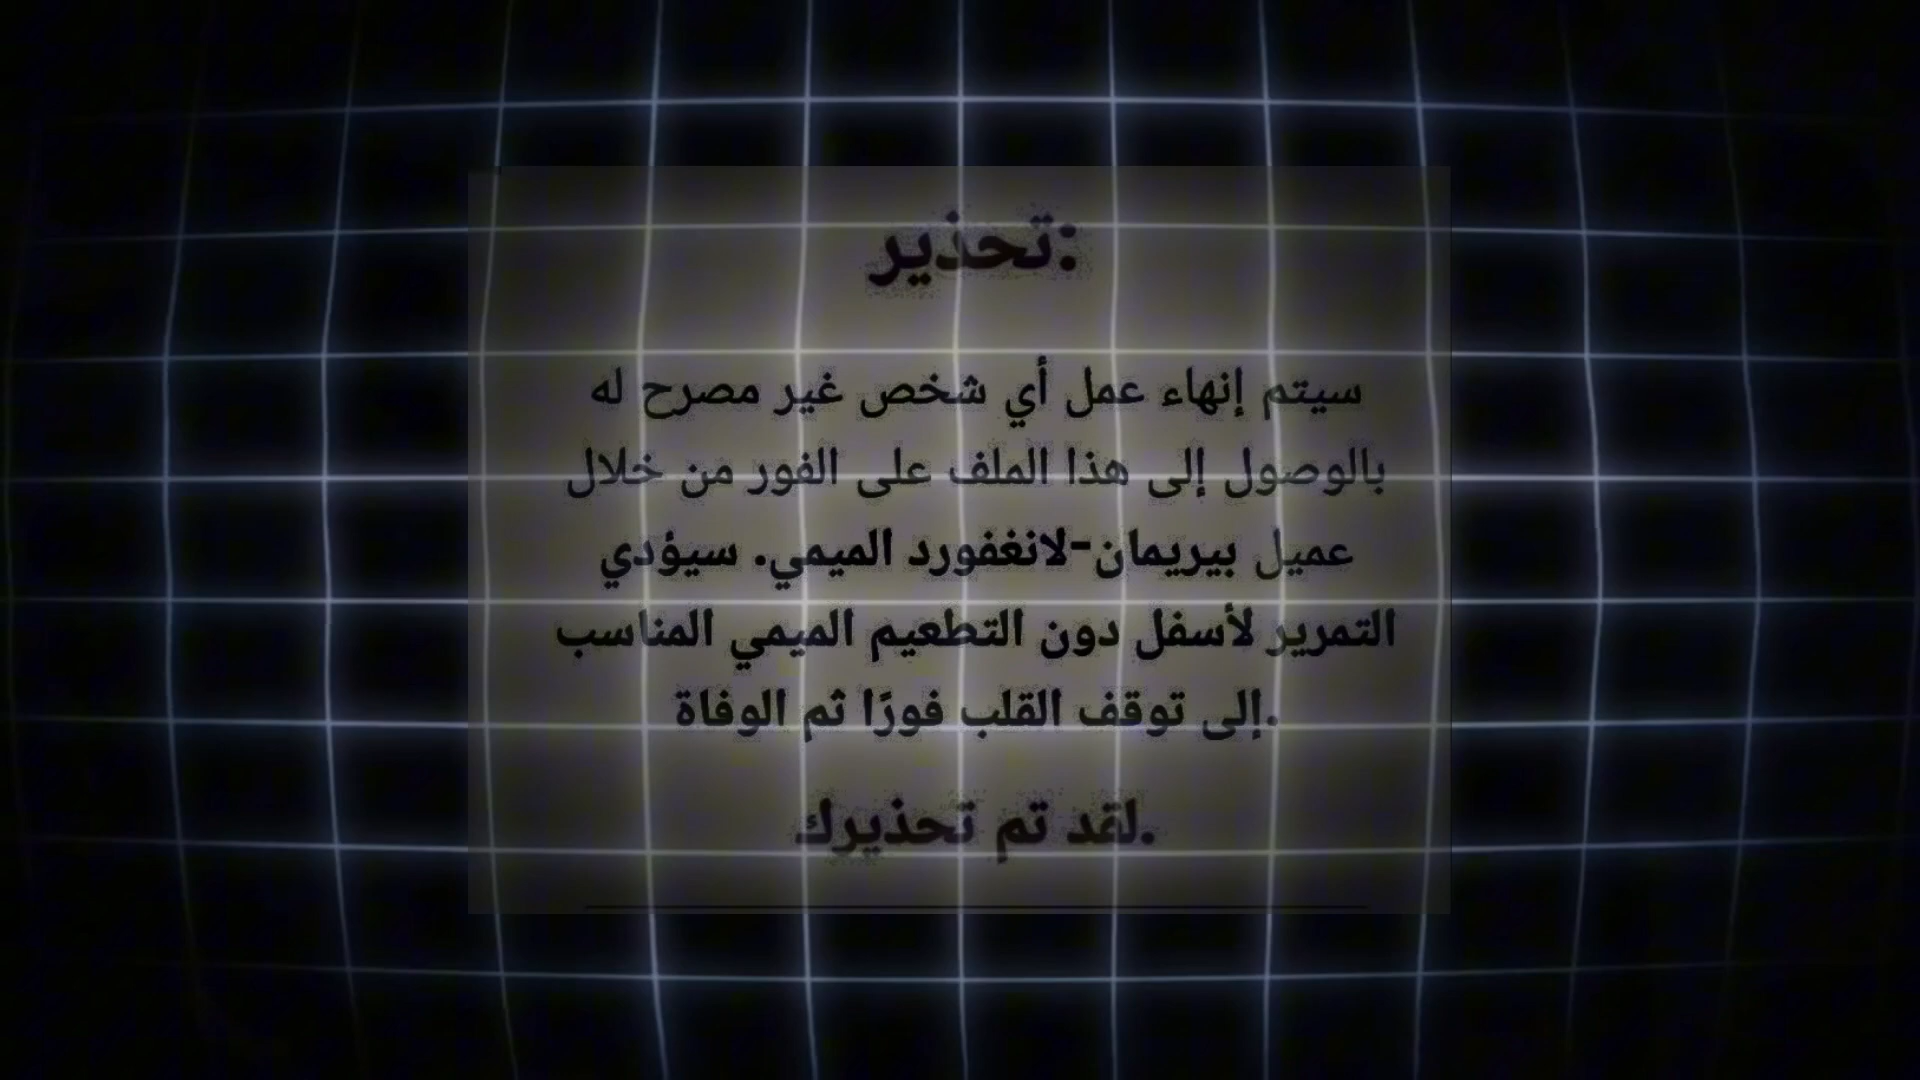 تحذير:
سيتم إنهاء عمل أي شخص غير مصرح له
بالوصول إلى هذا الملف على الفور من خلال
عميل بيريمان-لانغفورد الميمي. سيؤدي
التمرير لأسفل دون التطعيم الميمي المناسب
إلى توقف القلب فورًا ثم الوفاة.
لقد تم تحذيرك.